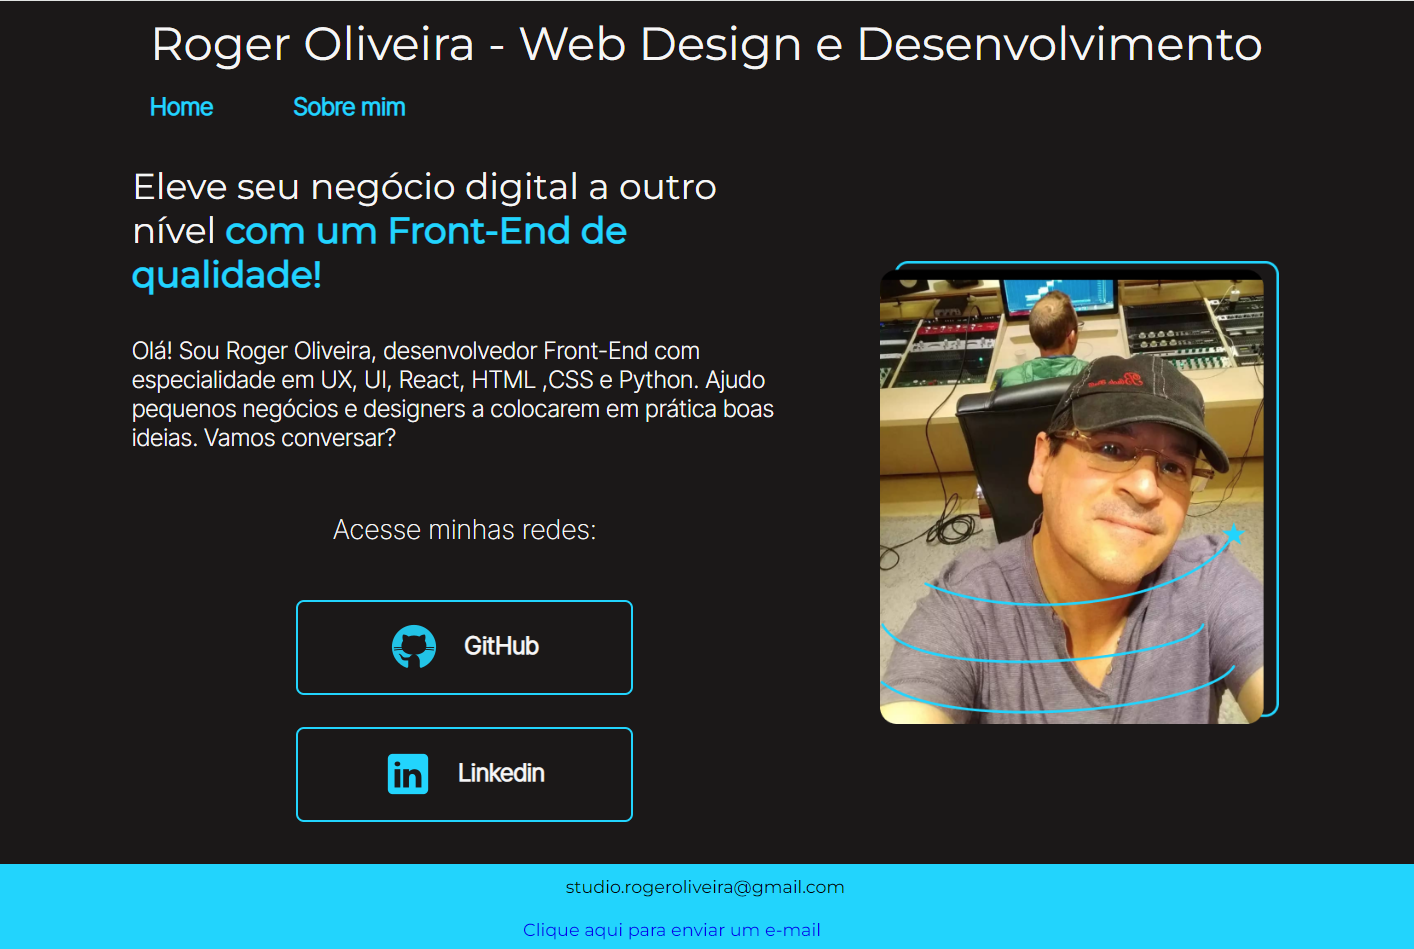 Roger Oliveira - Web Design e Desenvolvimento
Home
Sobre mim
Eleve seu negócio digital a outro
nível com um Front-End de
qualidade!
Olá! Sou Roger Oliveira, desenvolvedor Front-End com
especialidade em UX, UI, React, HTML ,CSS e Python. Ajudo
pequenos negócios e designers a colocarem em prática boas
ideias. Vamos conversar?
Acesse minhas redes:
GitHub
in Linkedin
studio.rogeroliveira@gmail.com
Clique aqui para enviar um e-mail